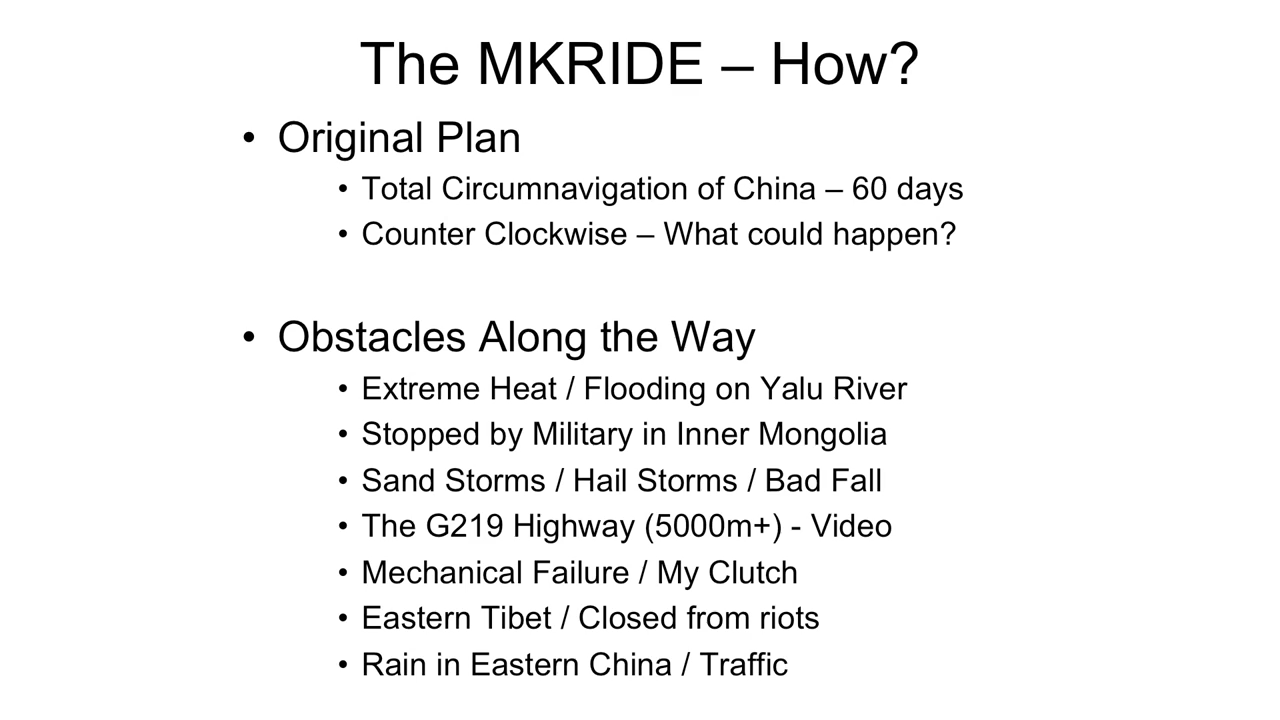 The MKRIDE – How?
• Original Plan
• Total Circumnavigation of China – 60 days
• Counter Clockwise – What could happen?
• Obstacles Along the Way
• Extreme Heat / Flooding on Yalu River
• Stopped by Military in Inner Mongolia
• Sand Storms / Hail Storms / Bad Fall
• The G219 Highway (5000m+) - Video
• Mechanical Failure / My Clutch
• Eastern Tibet / Closed from riots
• Rain in Eastern China / Traffic